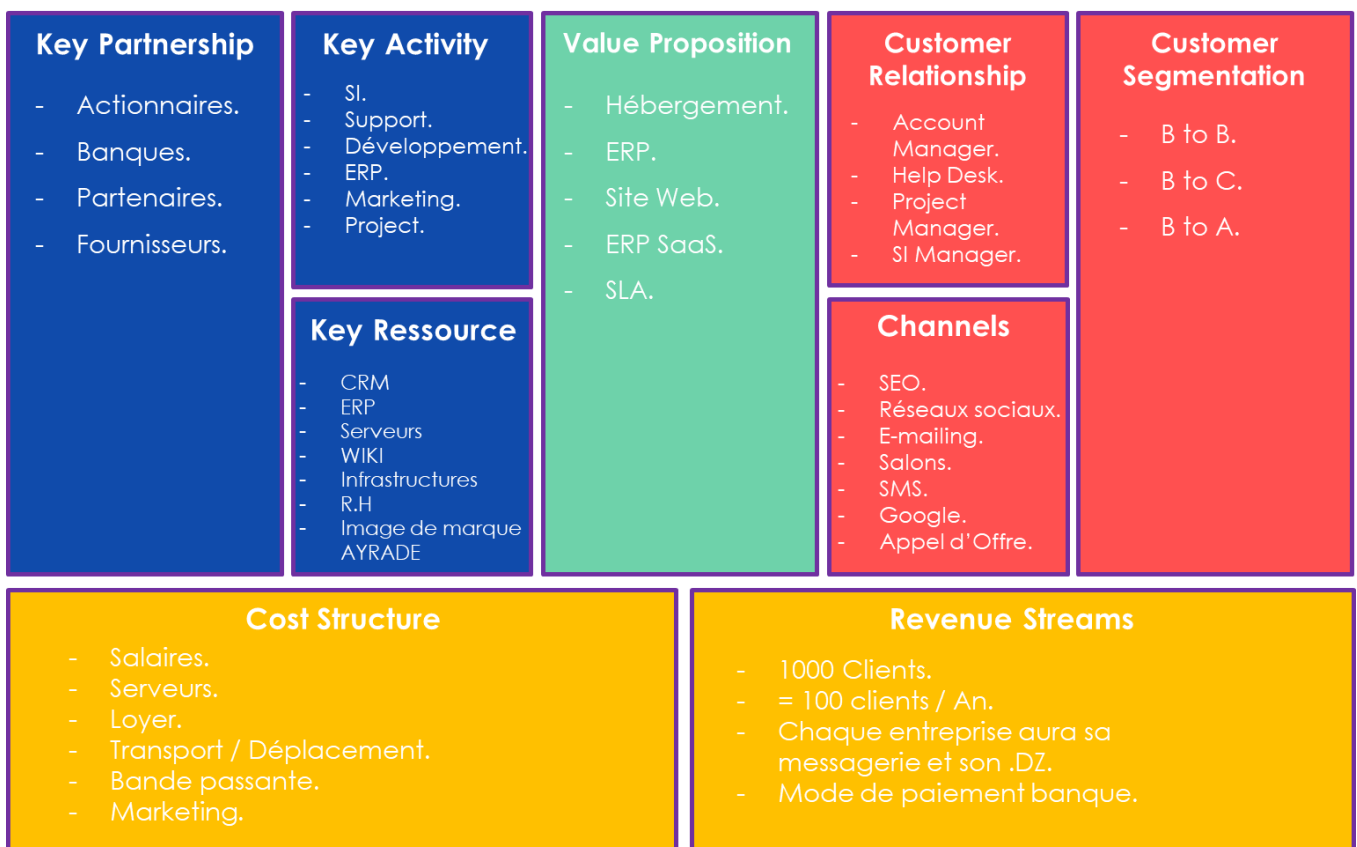 Key Partnership
- Actionnaires.
- Banques.
- Partenaires.
- Fournisseurs.
Key Activity
- SI.
- Support.
- Développement.
- ERP.
- Marketing.
- Project.
Key Ressource
- CRM
- ERP
- Serveurs
- WIKI
- Infrastructures
- R.H
- Image de marque
AYRADE
Value Proposition
- Hébergement.
- ERP.
- Site Web.
- ERP SaaS.
- SLA.
Customer
Relationship
- Account
Manager.
- Help Desk.
- Project
Manager.
- SI Manager.
Channels
- SEO.
- Réseaux sociaux.
- E-mailing.
- Salons.
- SMS.
- Google.
- Appel d’Offre.
Customer
Segmentation
- B to B.
- B to C.
- B to A.
Cost Structure
- Salaires.
- Serveurs.
- Loyer.
- Transport / Déplacement.
- Bande passante.
- Marketing.
Revenue Streams
- 1000 Clients.
- = 100 clients / An.
- Chaque entreprise aura sa
messagerie et son .DZ.
- Mode de paiement banque.